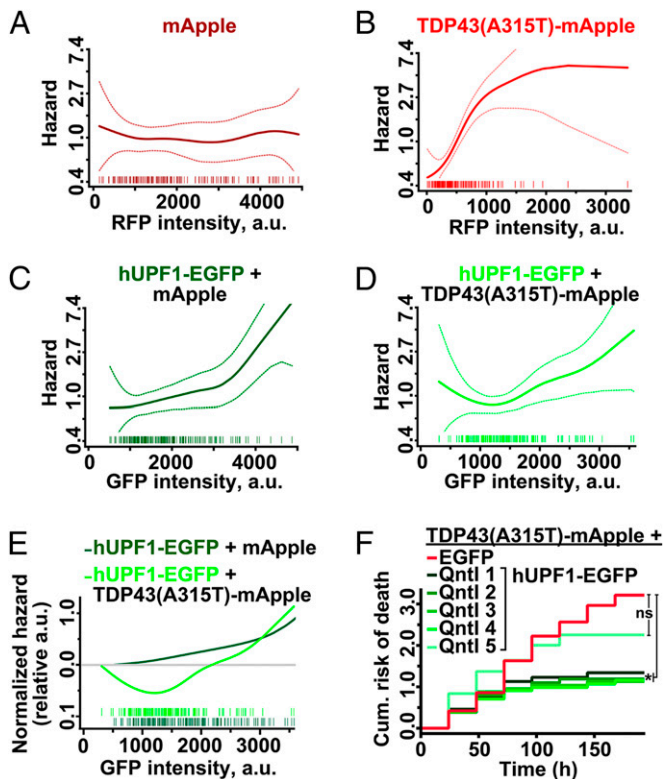 A
mApple
Hazard
7.4
2.7
1.0
0.4
0
2000
4000
RFP intensity, a.u.
B
TDP43(A315T)-mApple
Hazard
7.4
2.7
1.0
0.4
0
1000
2000
3000
RFP intensity, a.u.
C
hUPF1-EGFP +
mApple
Hazard
7.4
2.7
1.0
0.4
0
2000
4000
GFP intensity, a.u.
D
hUPF1-EGFP +
TDP43(A315T)-mApple
Hazard
7.4
2.7
1.0
0.4
0
1000
2000
3000
GFP intensity, a.u.
E
-hUPF1-EGFP + mApple
-hUPF1-EGFP +
TDP43(A315T)-mApple
Normalized hazard
(relative a.u.)
1.0
0.0
0.1
0
1000
2000
3000
GFP intensity, a.u.
F
TDP43(A315T)-mApple +
EGFP
Qntl 1
Qntl 2
Qntl 3
Qntl 4
Qntl 5
hUPF1-EGFP
Cum. risk of death
3.0
2.0
1.0
0.0
ns
*
0
50
100
150
Time (h)